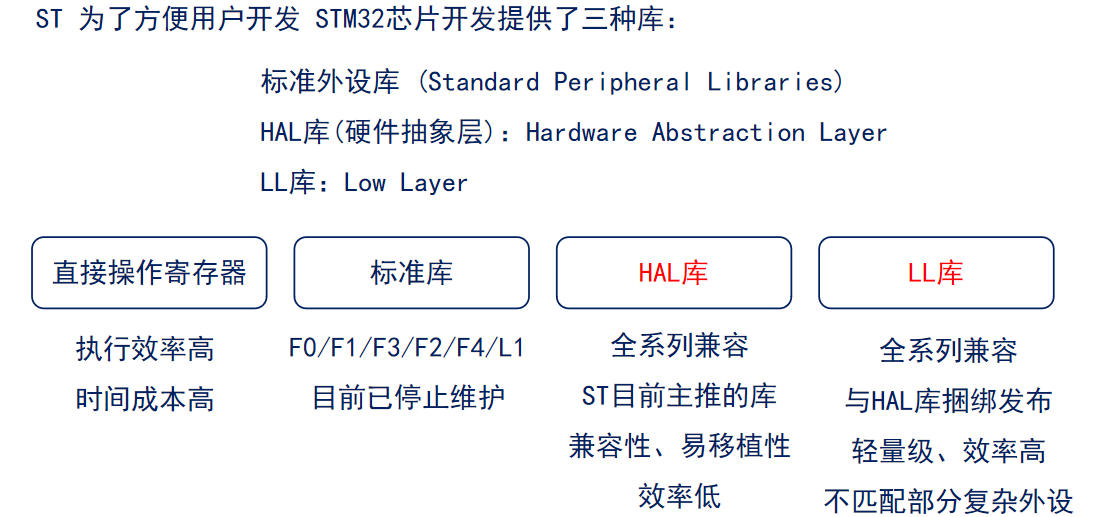 ST 为了方便用户开发 STM32芯片开发提供了三种库：
标准外设库 (Standard Peripheral Libraries)
HAL库(硬件抽象层)：Hardware Abstraction Layer
LL库：Low Layer
直接操作寄存器
执行效率高
时间成本高
标准库
F0/F1/F3/F2/F4/L1
目前已停止维护
HAL库
全系列兼容
ST目前主推的库
兼容性、易移植性
效率低
LL库
全系列兼容
与HAL库捆绑发布
轻量级、效率高
不匹配部分复杂外设